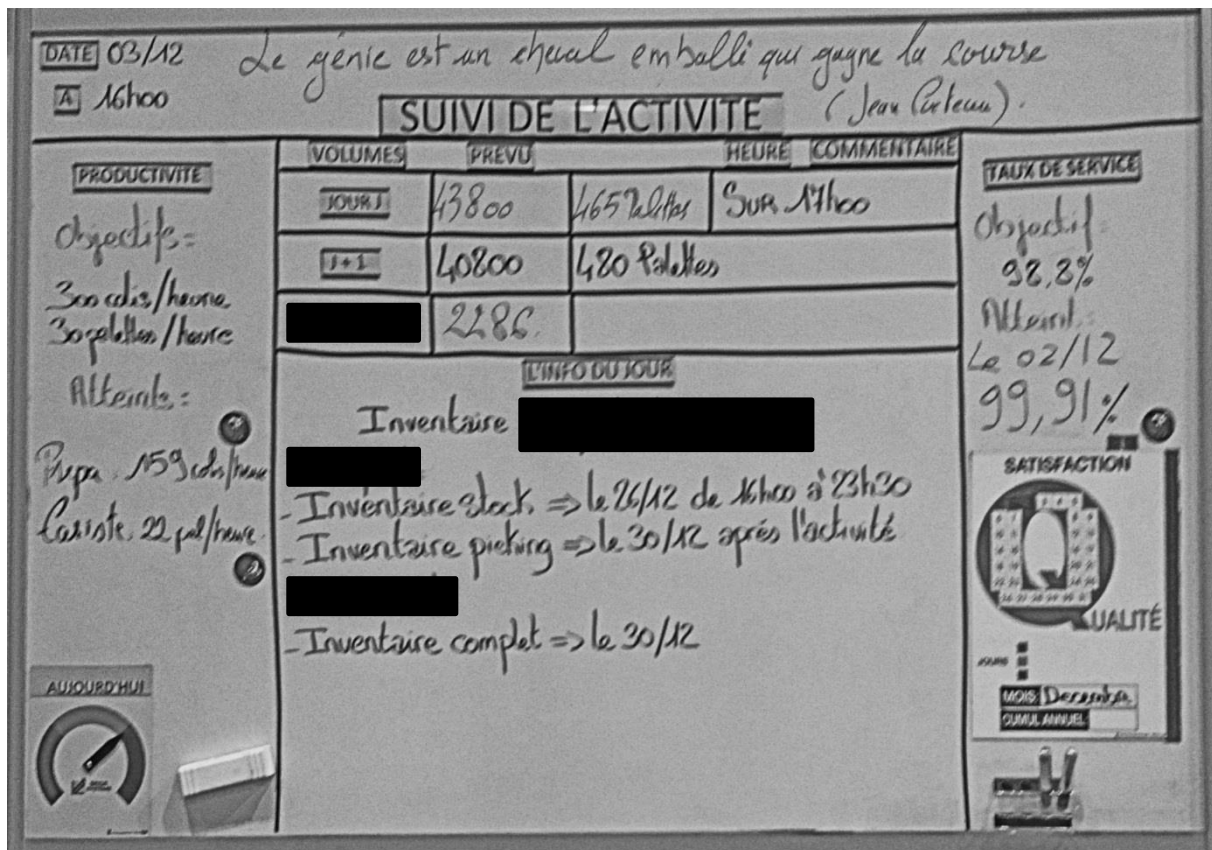 DATE 03/12 Le génie est un cheval emballi qui gagne la course
A 16h00 (Jean Cocteau).
SUIVI DE L'ACTIVITE
PRODUCTIVITE
Objectifs =
300 colis/heure
30 palettes/heure
Atteints =
Prépa. 159 colis/heure
Cariste. 22 pal/heure.
AUJOURD'HUI
VOLUMES PREVU HEURE COMMENTAIRE
JOUR J 43800 465 Palettes SUR 17h00
J+1 40800 480 Palettes
2286.
L'INFO DU JOUR
Inventaire
- Inventaire stock => le 26/12 de 16h00 à 23h30
- Inventaire picking => le 30/12 après l'activité
- Inventaire complet => le 30/12
TAUX DE SERVICE
Objectif :
98,8%
Atteint :
Le 02/12
99,91%
SATISFACTION
QUALITÉ
JOURS
MOIS Decembre
CUMUL ANNUEL